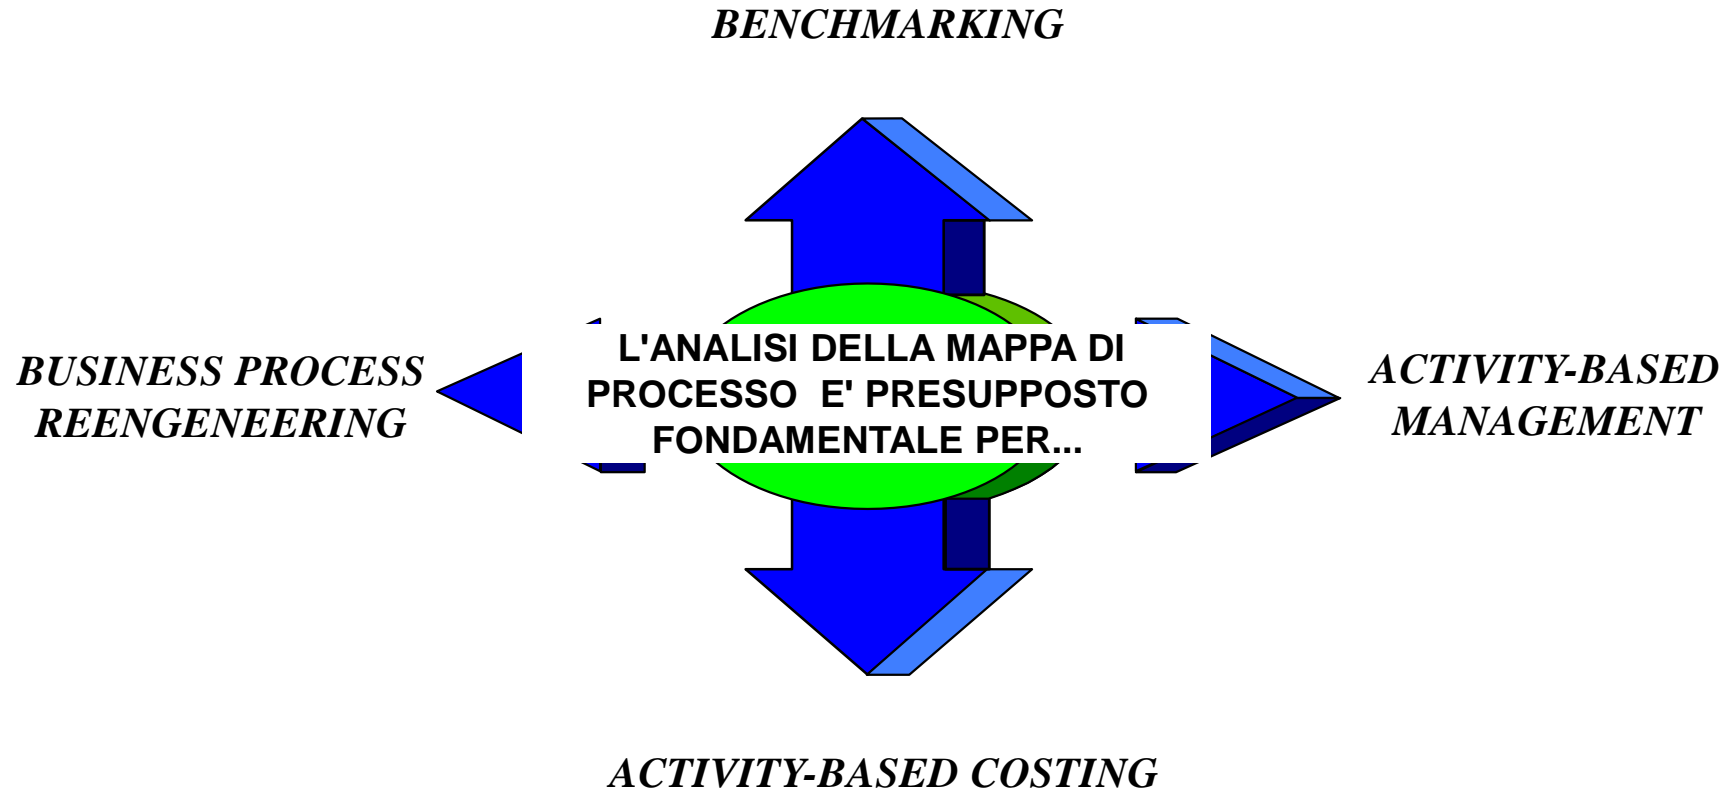 BENCHMARKING
BUSINESS PROCESS
REENGENEERING
L'ANALISI DELLA MAPPA DI
PROCESSO E' PRESUPPOSTO
FONDAMENTALE PER...
ACTIVITY-BASED
MANAGEMENT
ACTIVITY-BASED COSTING